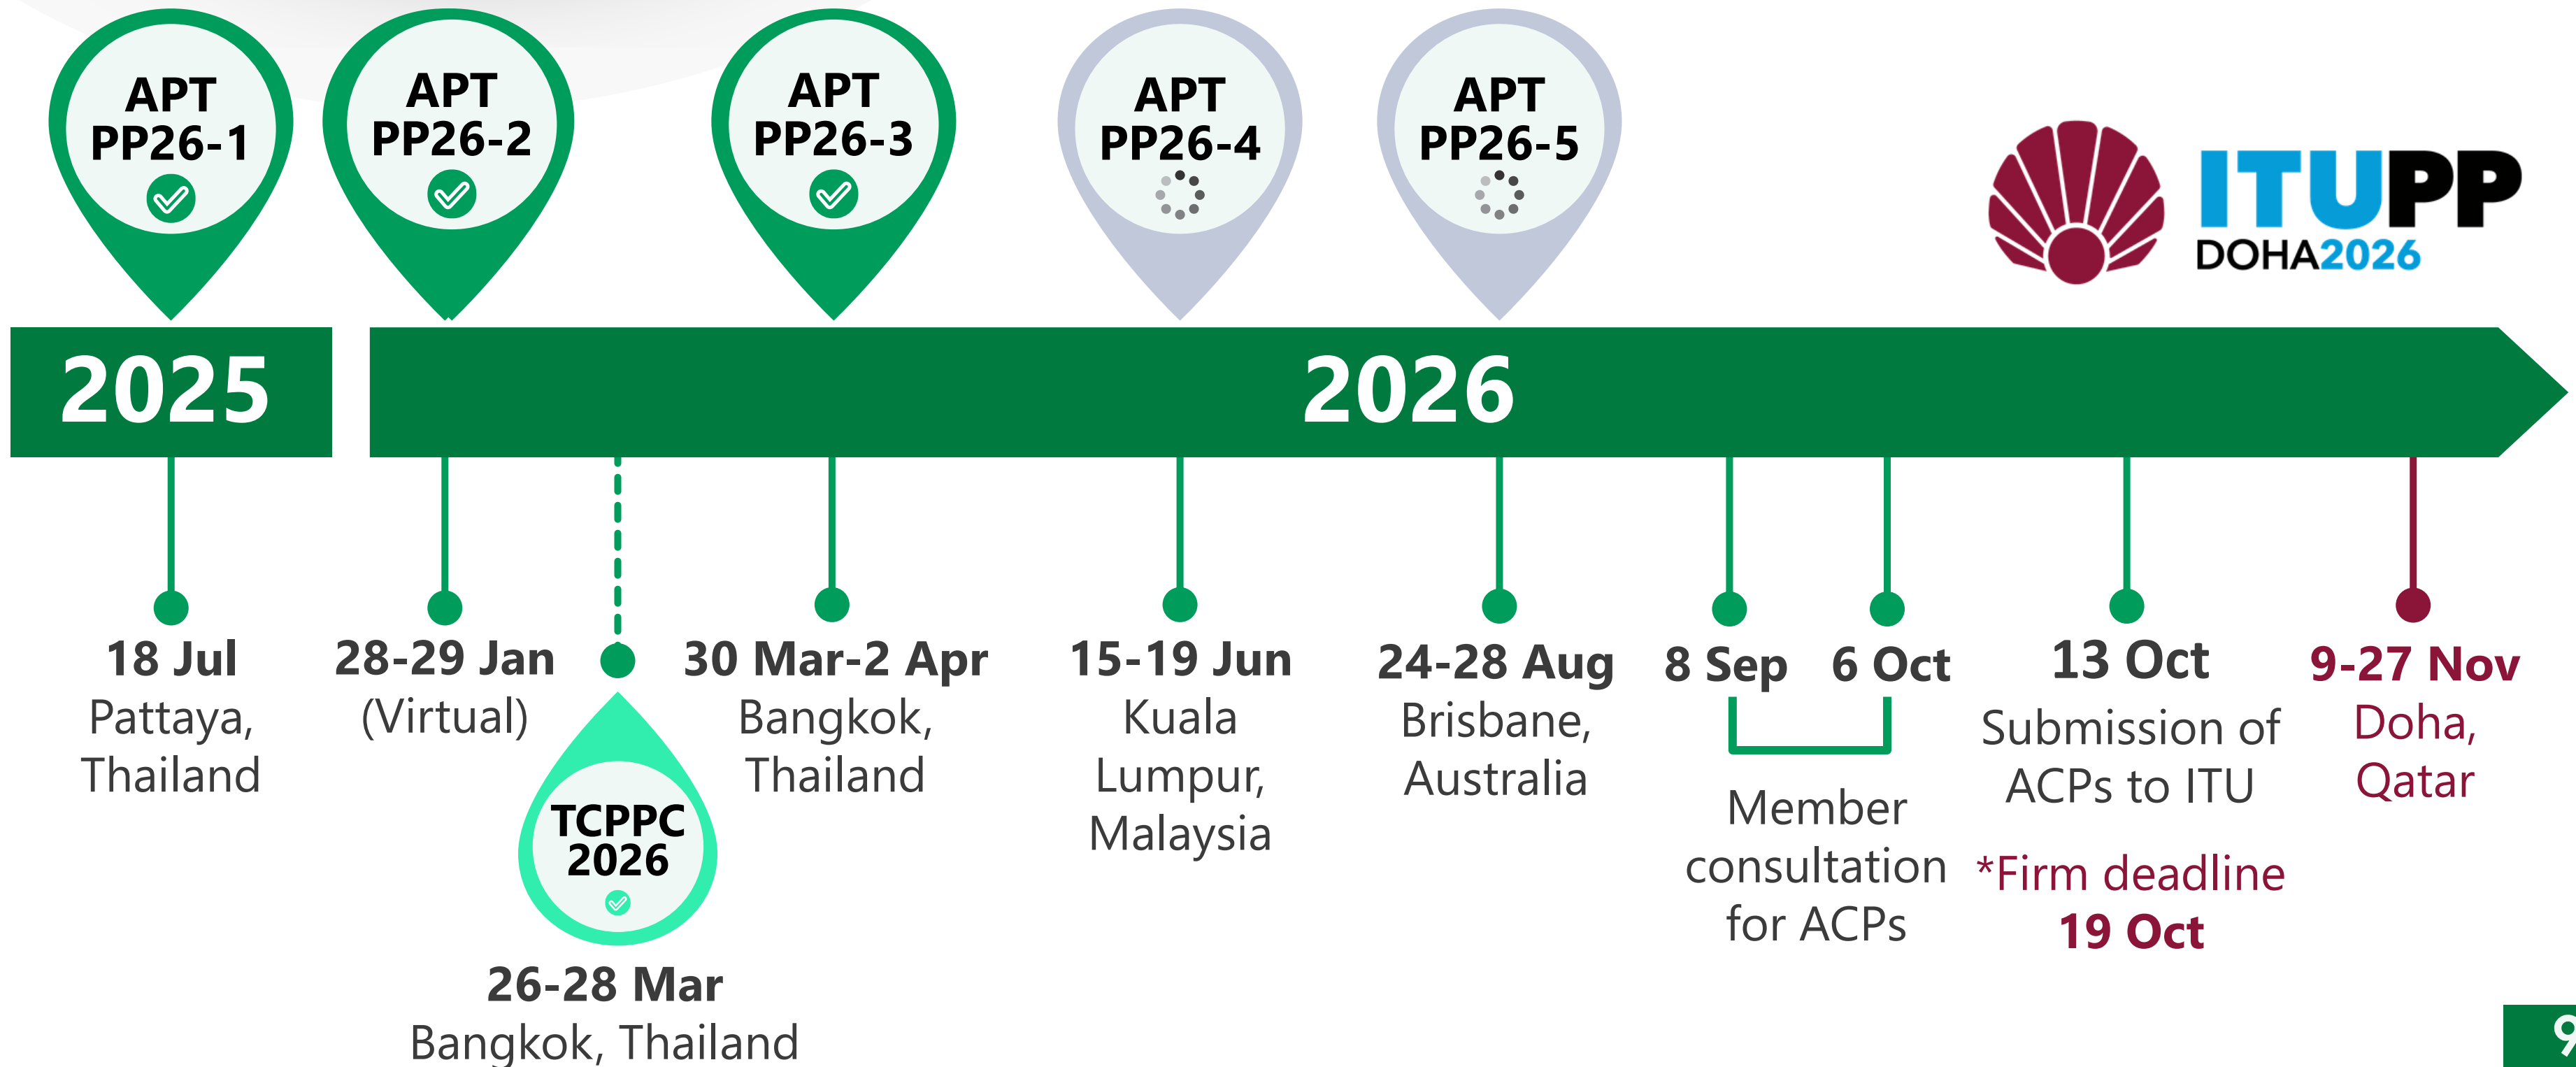 APT
PP26-1
APT
PP26-2
APT
PP26-3
APT
PP26-4
APT
PP26-5
ITUPP
DOHA2026
2025
2026
18 Jul
Pattaya,
Thailand
28-29 Jan
(Virtual)
TCPPC
2026
26-28 Mar
Bangkok, Thailand
30 Mar-2 Apr
Bangkok,
Thailand
15-19 Jun
Kuala
Lumpur,
Malaysia
24-28 Aug
Brisbane,
Australia
8 Sep
6 Oct
Member
consultation
for ACPs
13 Oct
Submission of
ACPs to ITU
*Firm deadline
19 Oct
9-27 Nov
Doha,
Qatar
9